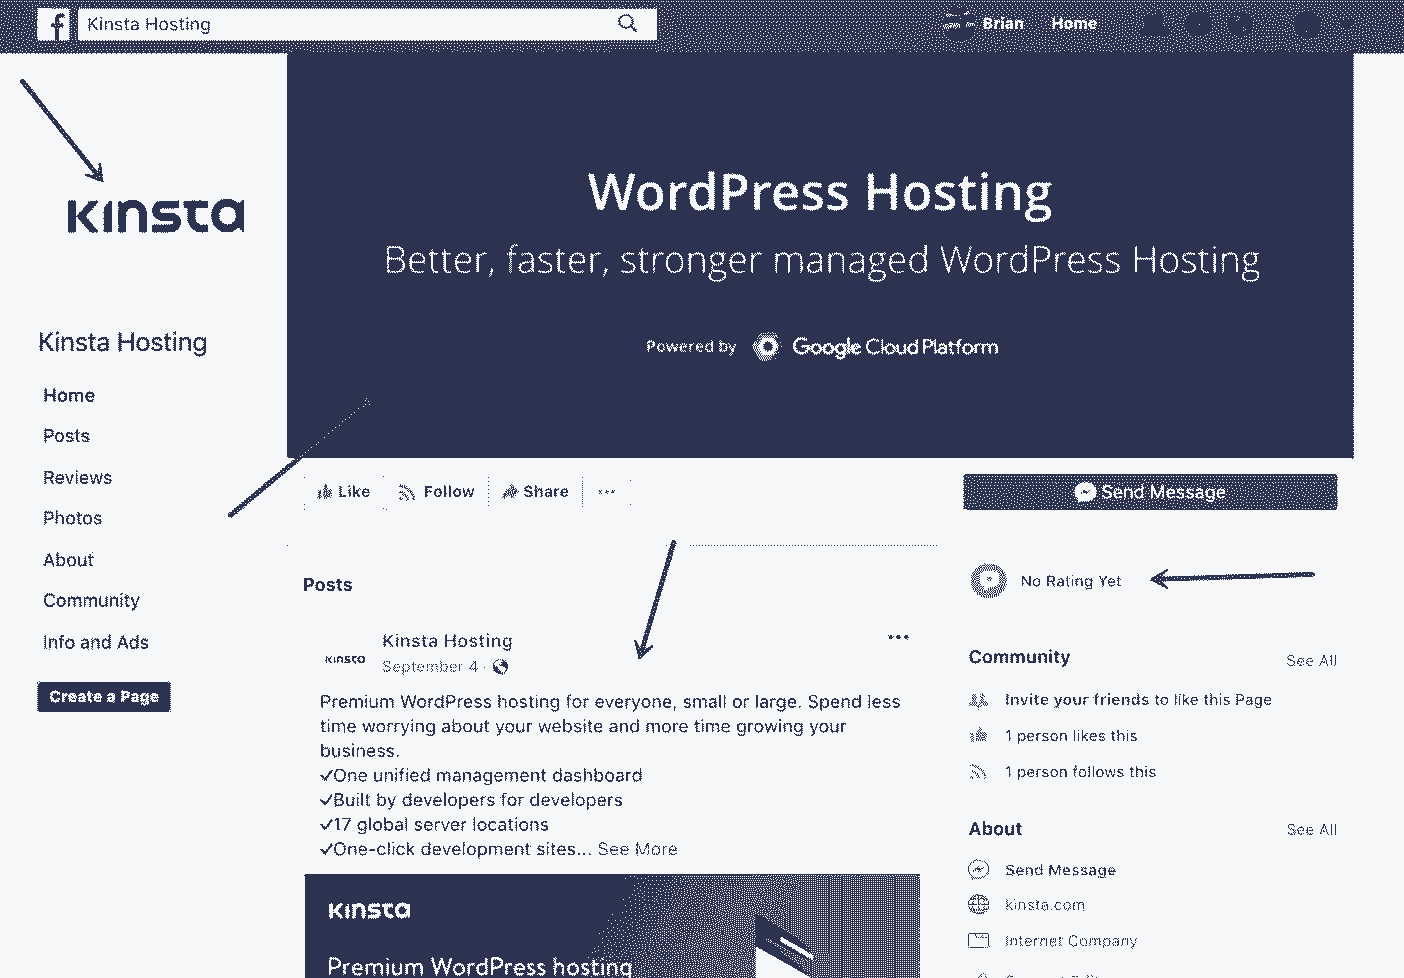 Kinsta Hosting
Brian Home
KINSTA
WordPress Hosting
Better, faster, stronger managed WordPress Hosting
Powered by Google Cloud Platform
Kinsta Hosting
Home
Posts
Reviews
Photos
About
Community
Info and Ads
Create a Page
Like Follow Share ...
Send Message
No Rating Yet
Posts
KINSTA
Kinsta Hosting
September 4 ·
Premium WordPress hosting for everyone, small or large. Spend less
time worrying about your website and more time growing your
business.
✓One unified management dashboard
✓Built by developers for developers
✓17 global server locations
✓One-click development sites... See More
KINSTA
Premium WordPress hosting
Community See All
Invite your friends to like this Page
1 person likes this
1 person follows this
About See All
Send Message
kinsta.com
Internet Company